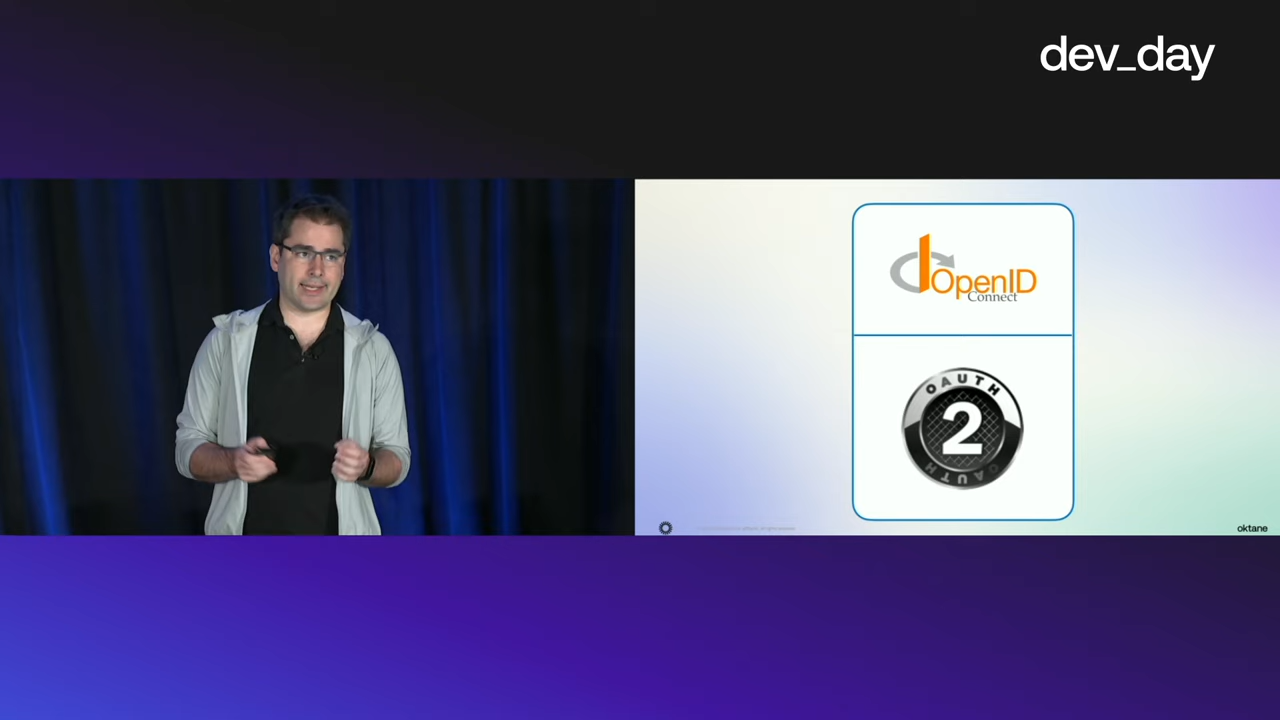 dev_day
OpenID
Connect
OAUTH
2
OAUTH
oktane